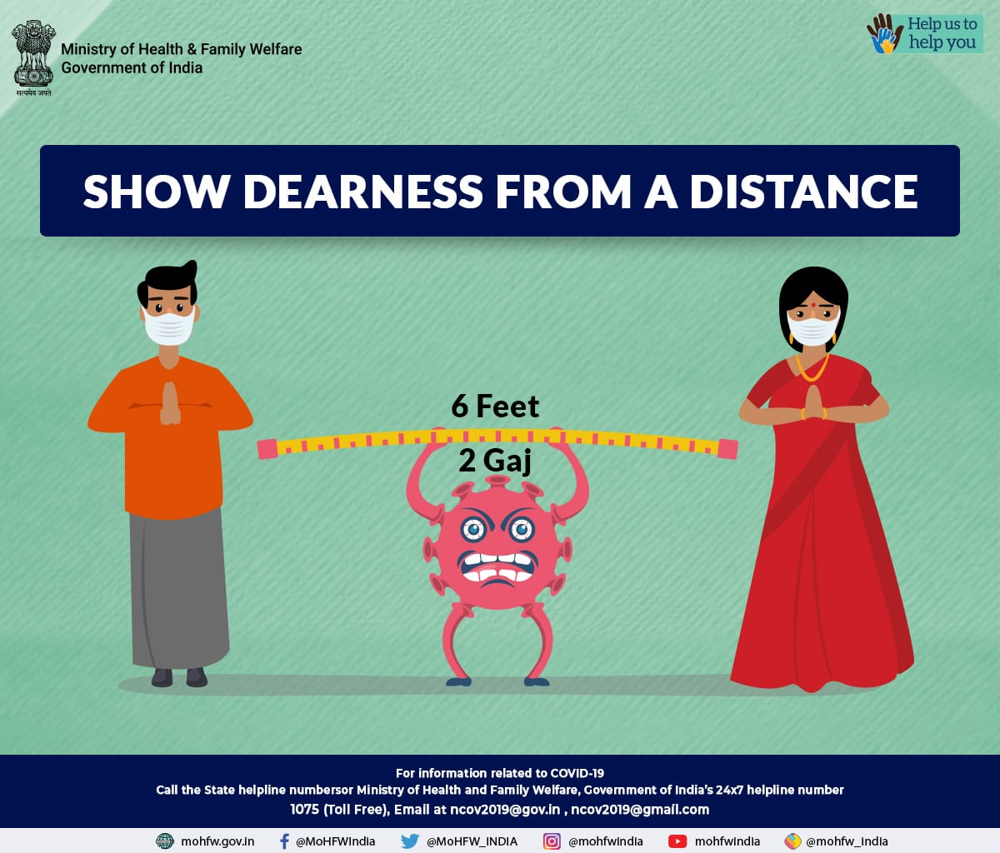 सत्यमेव जयते
Ministry of Health & Family Welfare
Government of India
Help us to
help you
SHOW DEARNESS FROM A DISTANCE
6 Feet
2 Gaj
For information related to COVID-19
Call the State helpline numbersor Ministry of Health and Family Welfare, Government of India's 24x7 helpline number
1075 (Toll Free), Email at ncov2019@gov.in , ncov2019@gmail.com
mohfw.gov.in @MoHFWIndia @MoHFW_INDIA @mohfwindia mohfwindia @mohfw_india